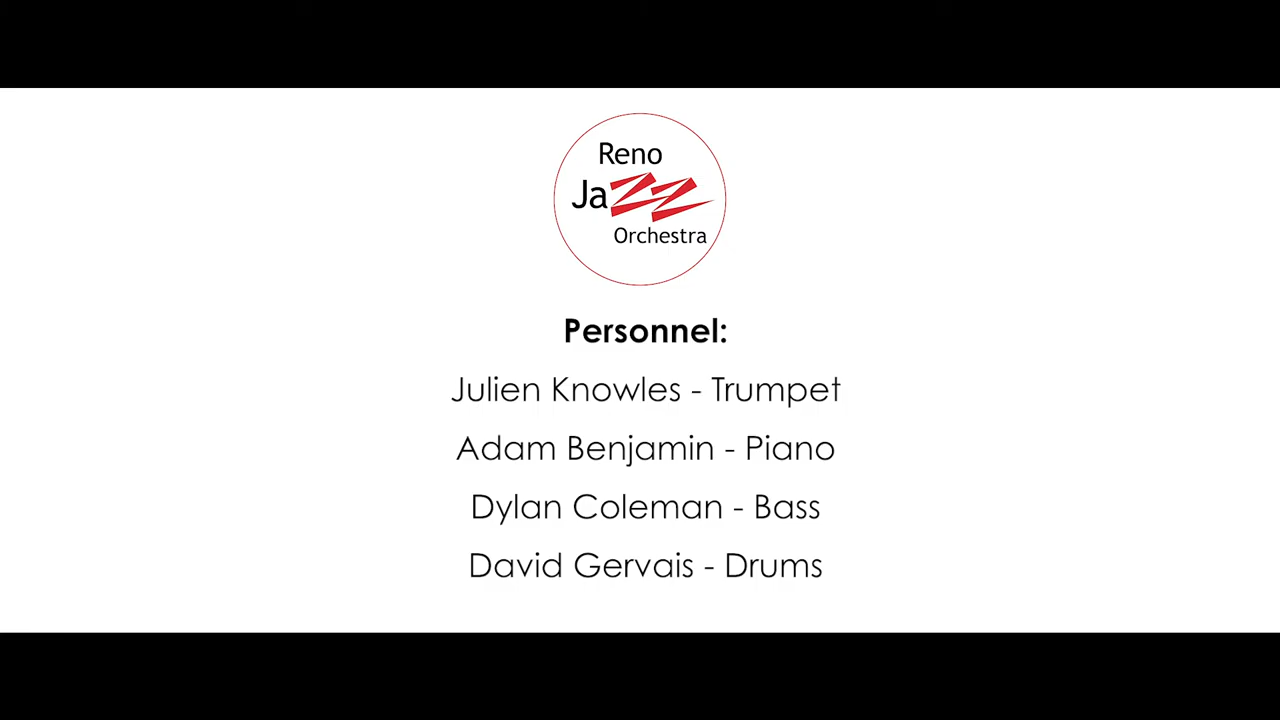 Reno
Jazz
Orchestra
Personnel:
Julien Knowles - Trumpet
Adam Benjamin - Piano
Dylan Coleman - Bass
David Gervais - Drums